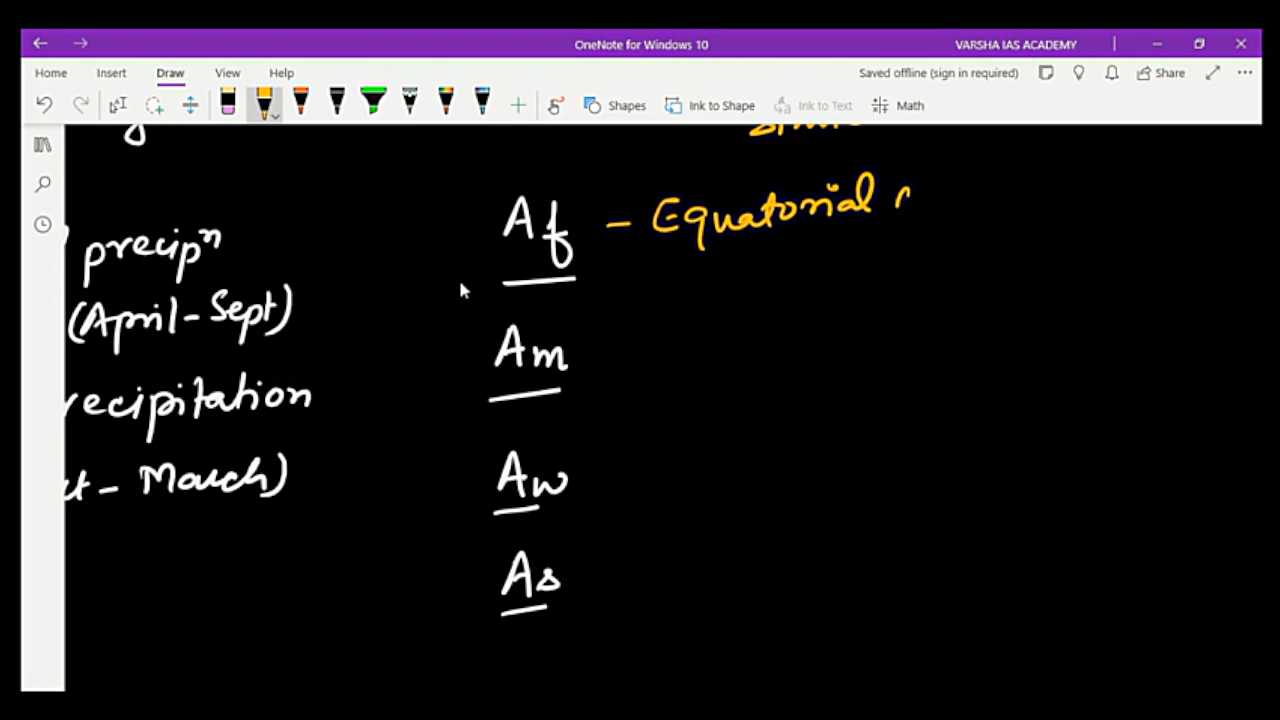 OneNote for Windows 10
VARSHA IAS ACADEMY
Home Insert Draw View Help
Saved offline (sign in required)
Share
Shapes
Ink to Shape
Ink to Text
Math
precipⁿ
(April - Sept)
recipitation
t - March)
Af - Equatorial
Am
Aw
As